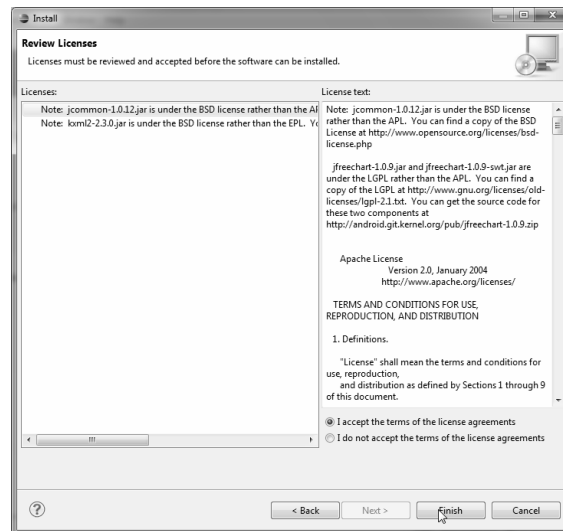 Install
Review Licenses
Licenses must be reviewed and accepted before the software can be installed.
Licenses:
Note: jcommon-1.0.12.jar is under the BSD license rather than the
Note: kxml2-2.3.0.jar is under the BSD license rather than the EPL.
License text:
Note: jcommon-1.0.12.jar is under the BSD license
rather than the APL. You can find a copy of the BSD
License at http://www.opensource.org/licenses/bsd-
license.php
jfreechart-1.0.9.jar and jfreechart-1.0.9-swt.jar are
under the LGPL rather than the APL. You can find a
copy of the LGPL at http://www.gnu.org/licenses/old-
licenses/lgpl-2.1.txt. You can get the source code for
these two components at
http://android.git.kernel.org/pub/jfreechart-1.0.9.zip
Apache License
Version 2.0, January 2004
http://www.apache.org/licenses/
TERMS AND CONDITIONS FOR USE,
REPRODUCTION, AND DISTRIBUTION
1. Definitions.
"License" shall mean the terms and conditions for
use, reproduction,
and distribution as defined by Sections 1 through 9
of this document.
I accept the terms of the license agreements
I do not accept the terms of the license agreements
?
< Back
Next >
Finish
Cancel